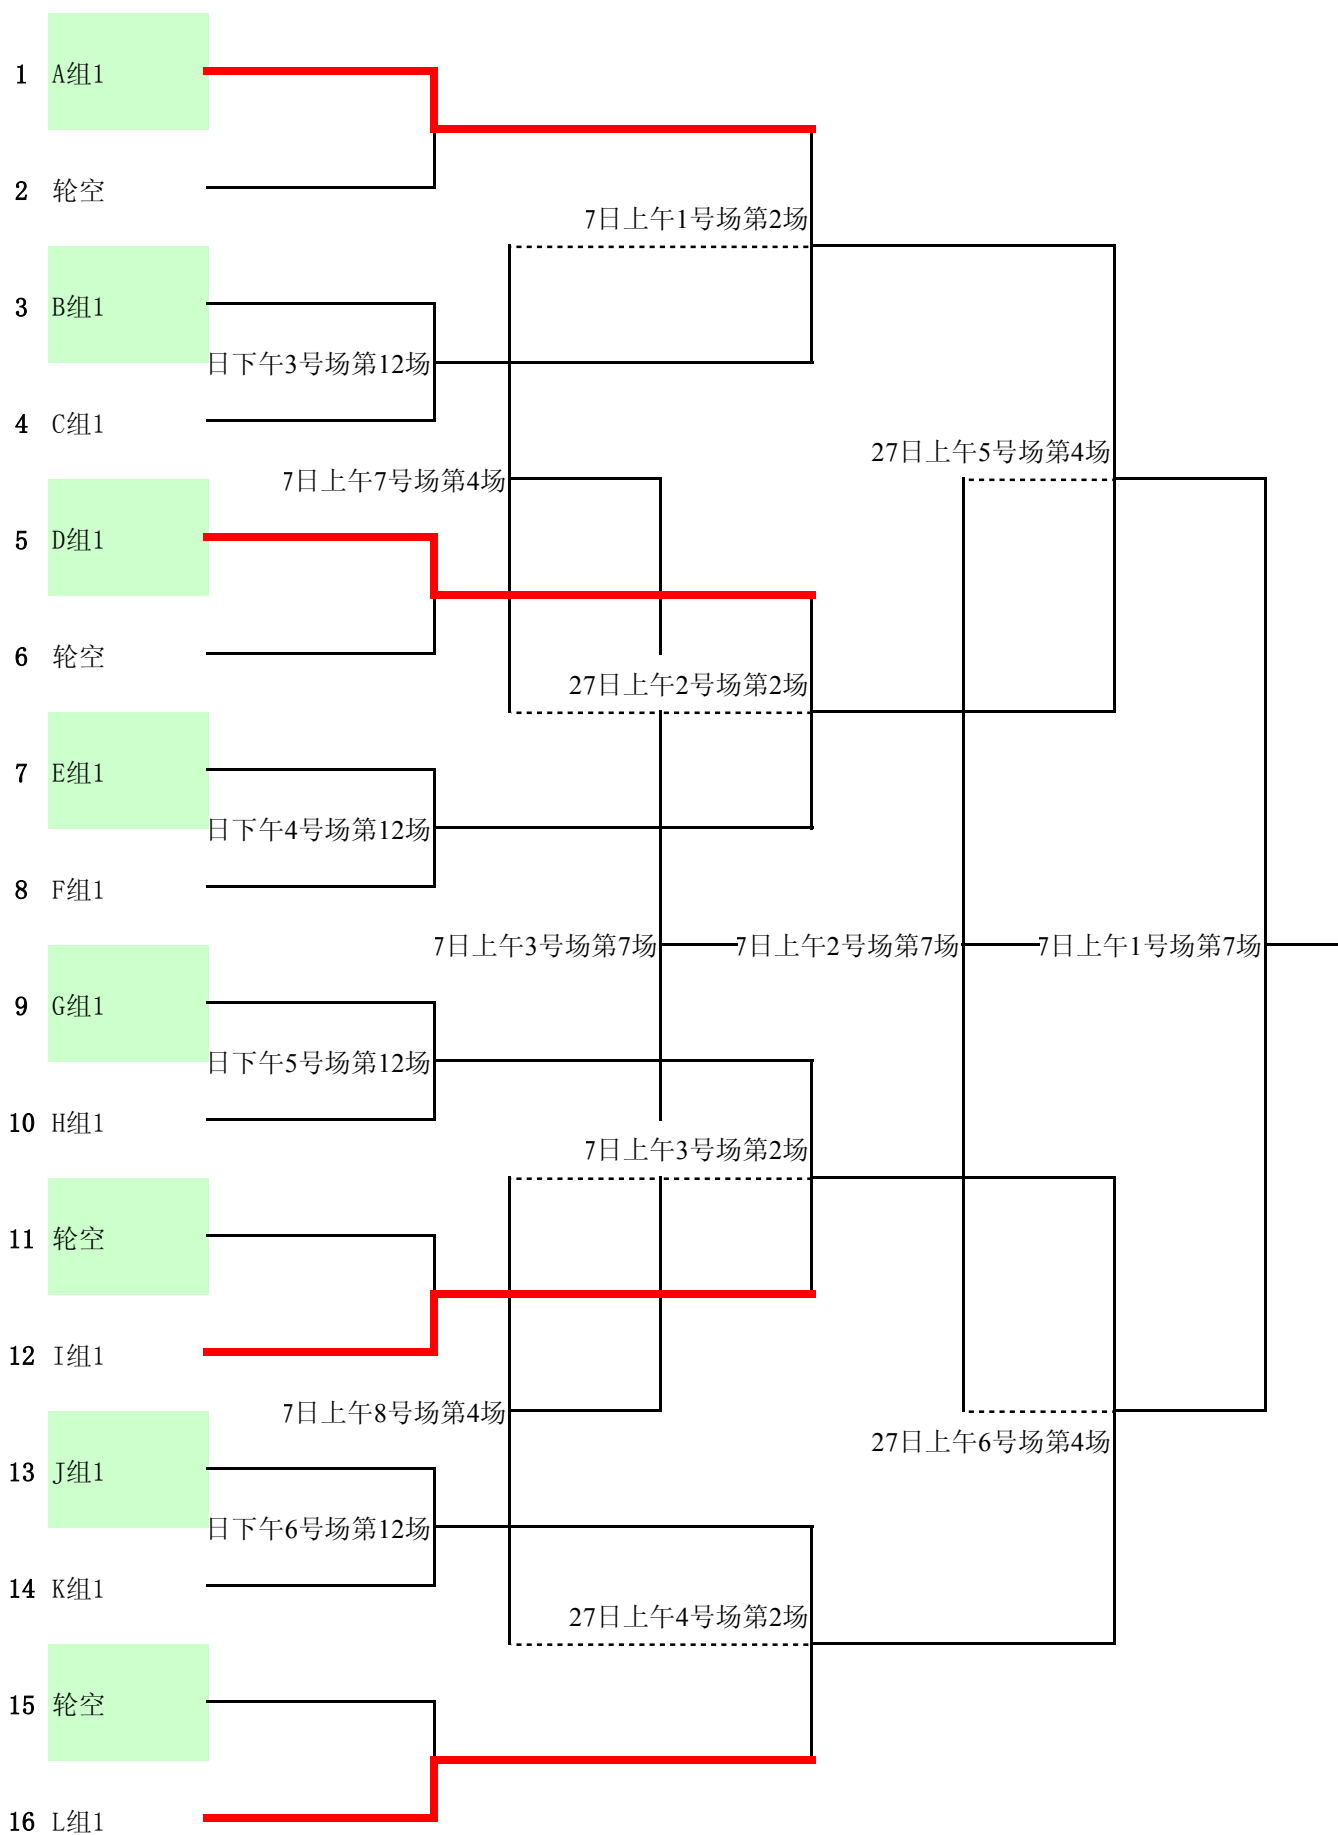 1 A组1
2 轮空
7日上午1号场第2场
3 B组1
日下午3号场第12场
4 C组1
27日上午5号场第4场
7日上午7号场第4场
5 D组1
6 轮空
27日上午2号场第2场
7 E组1
日下午4号场第12场
8 F组1
7日上午3号场第7场 7日上午2号场第7场 7日上午1号场第7场
9 G组1
日下午5号场第12场
10 H组1
7日上午3号场第2场
11 轮空
12 I组1
7日上午8号场第4场
27日上午6号场第4场
13 J组1
日下午6号场第12场
14 K组1
27日上午4号场第2场
15 轮空
16 L组1